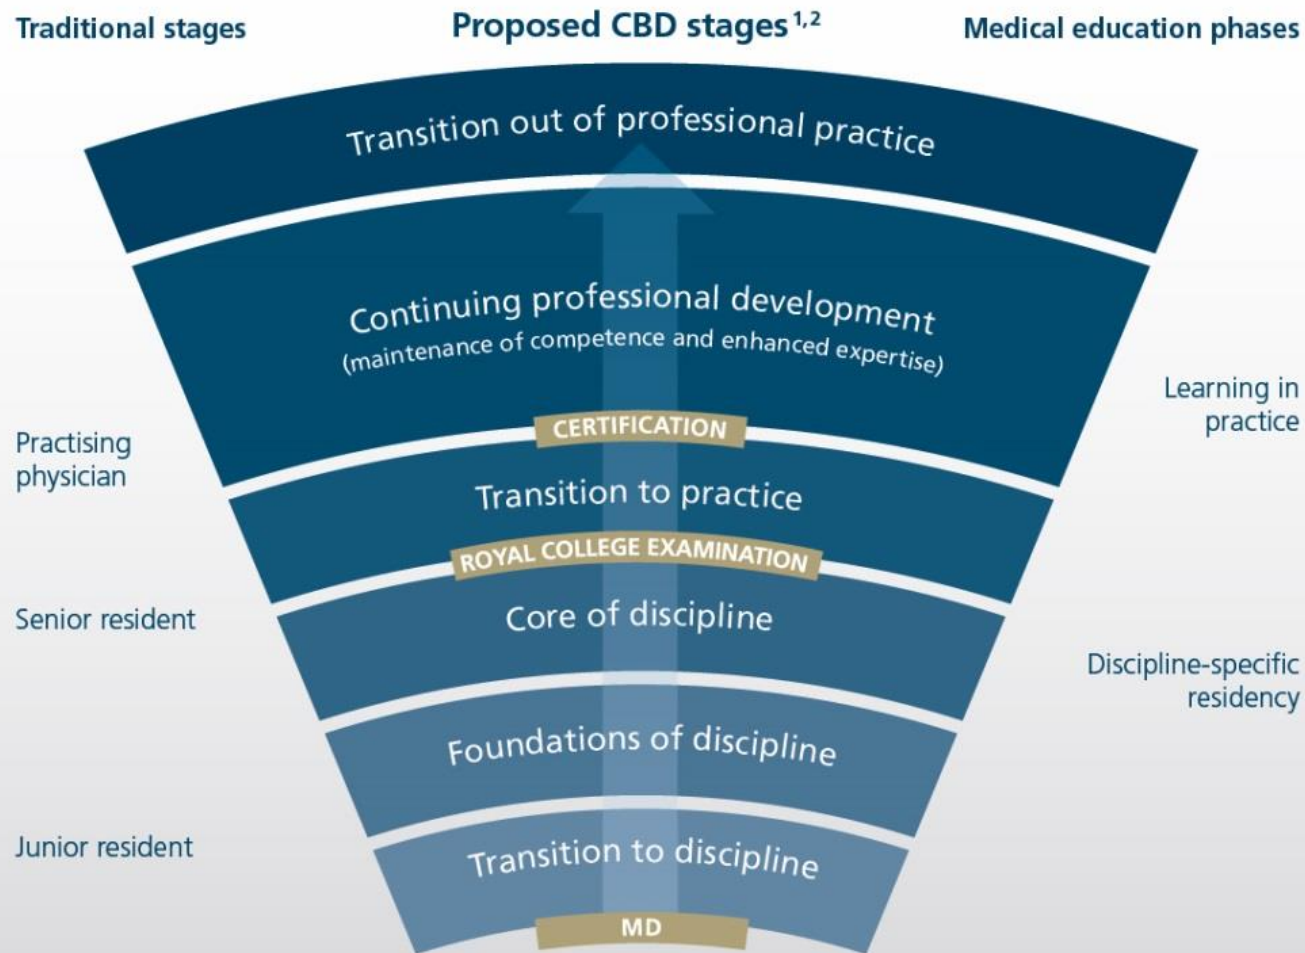 Traditional stages
Proposed CBD stages 1,2
Medical education phases
Transition out of professional practice
Continuing professional development
(maintenance of competence and enhanced expertise)
Learning in
practice
CERTIFICATION
Practising
physician
Transition to practice
ROYAL COLLEGE EXAMINATION
Senior resident
Core of discipline
Discipline-specific
residency
Foundations of discipline
Junior resident
Transition to discipline
MD